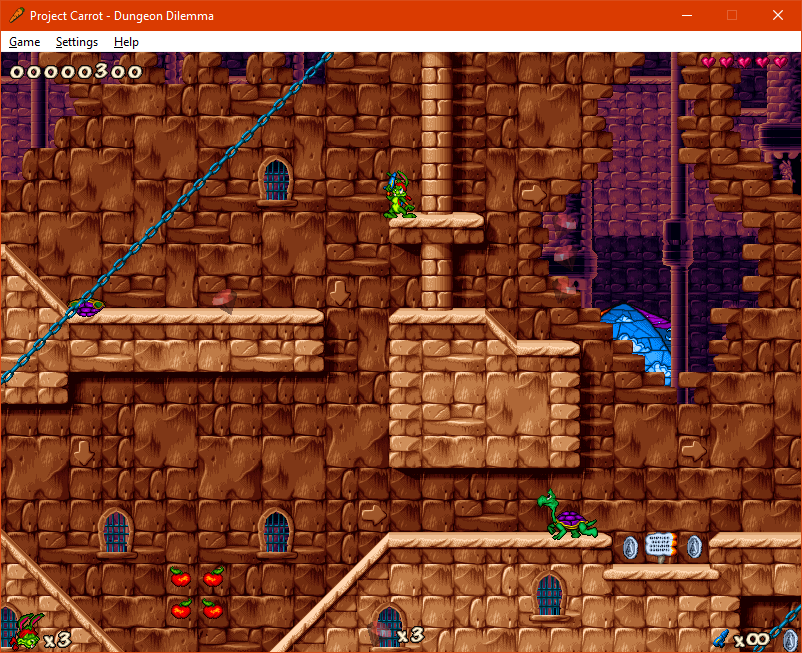 Project Carrot - Dungeon Dilemma
Game Settings Help
00000300
x3
x3
x∞